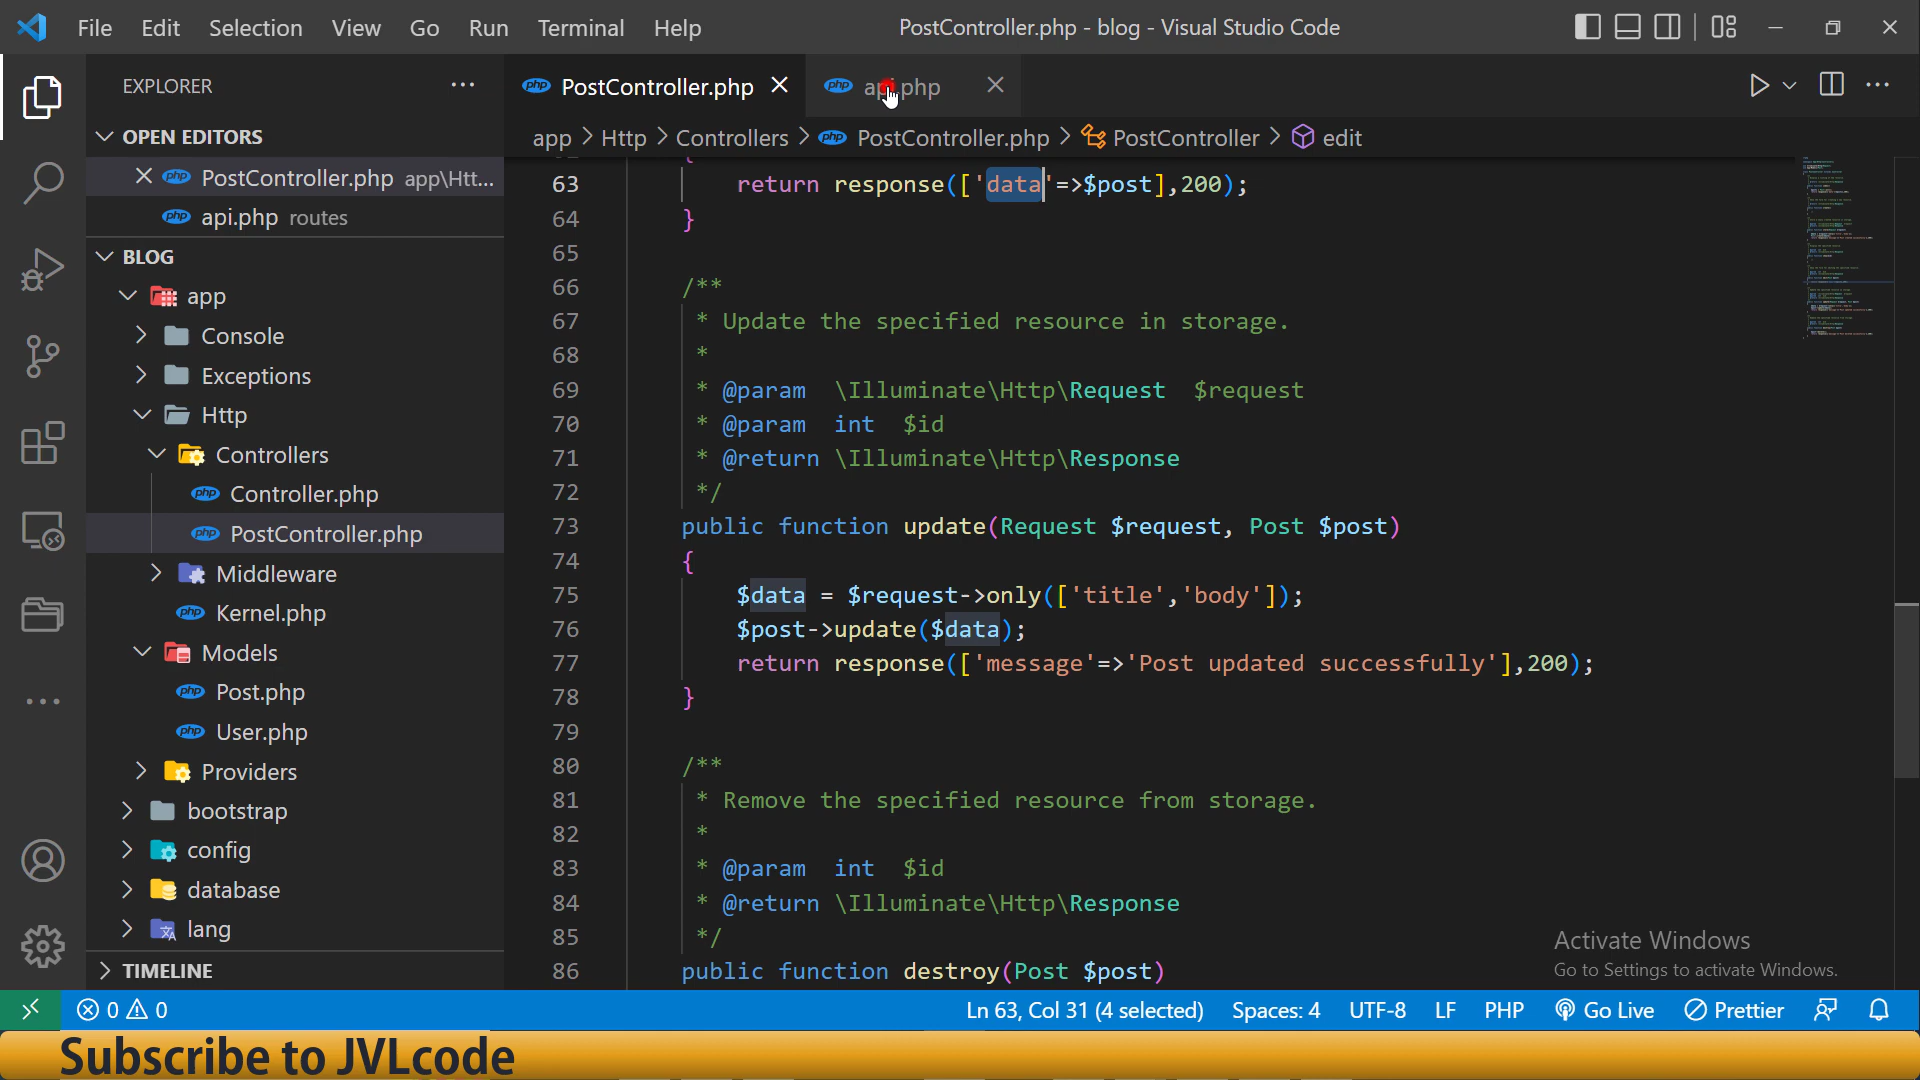 File Edit Selection View Go Run Terminal Help
PostController.php - blog - Visual Studio Code
EXPLORER
OPEN EDITORS
PostController.php app\Htt...
api.php routes
BLOG
app
Console
Exceptions
Http
Controllers
Controller.php
PostController.php
Middleware
Kernel.php
Models
Post.php
User.php
Providers
bootstrap
config
database
lang
TIMELINE
php PostController.php
php api.php
app > Http > Controllers > PostController.php > PostController > edit
63 return response(['data'=>$post],200);
64 }
65
66 /**
67 * Update the specified resource in storage.
68 *
69 * @param \Illuminate\Http\Request $request
70 * @param int $id
71 * @return \Illuminate\Http\Response
72 */
73 public function update(Request $request, Post $post)
74 {
75 $data = $request->only(['title','body']);
76 $post->update($data);
77 return response(['message'=>'Post updated successfully'],200);
78 }
79
80 /**
81 * Remove the specified resource from storage.
82 *
83 * @param int $id
84 * @return \Illuminate\Http\Response
85 */
86 public function destroy(Post $post)
Activate Windows
Go to Settings to activate Windows.
0 0 Ln 63, Col 31 (4 selected) Spaces: 4 UTF-8 LF PHP Go Live Prettier
Subscribe to JVLcode